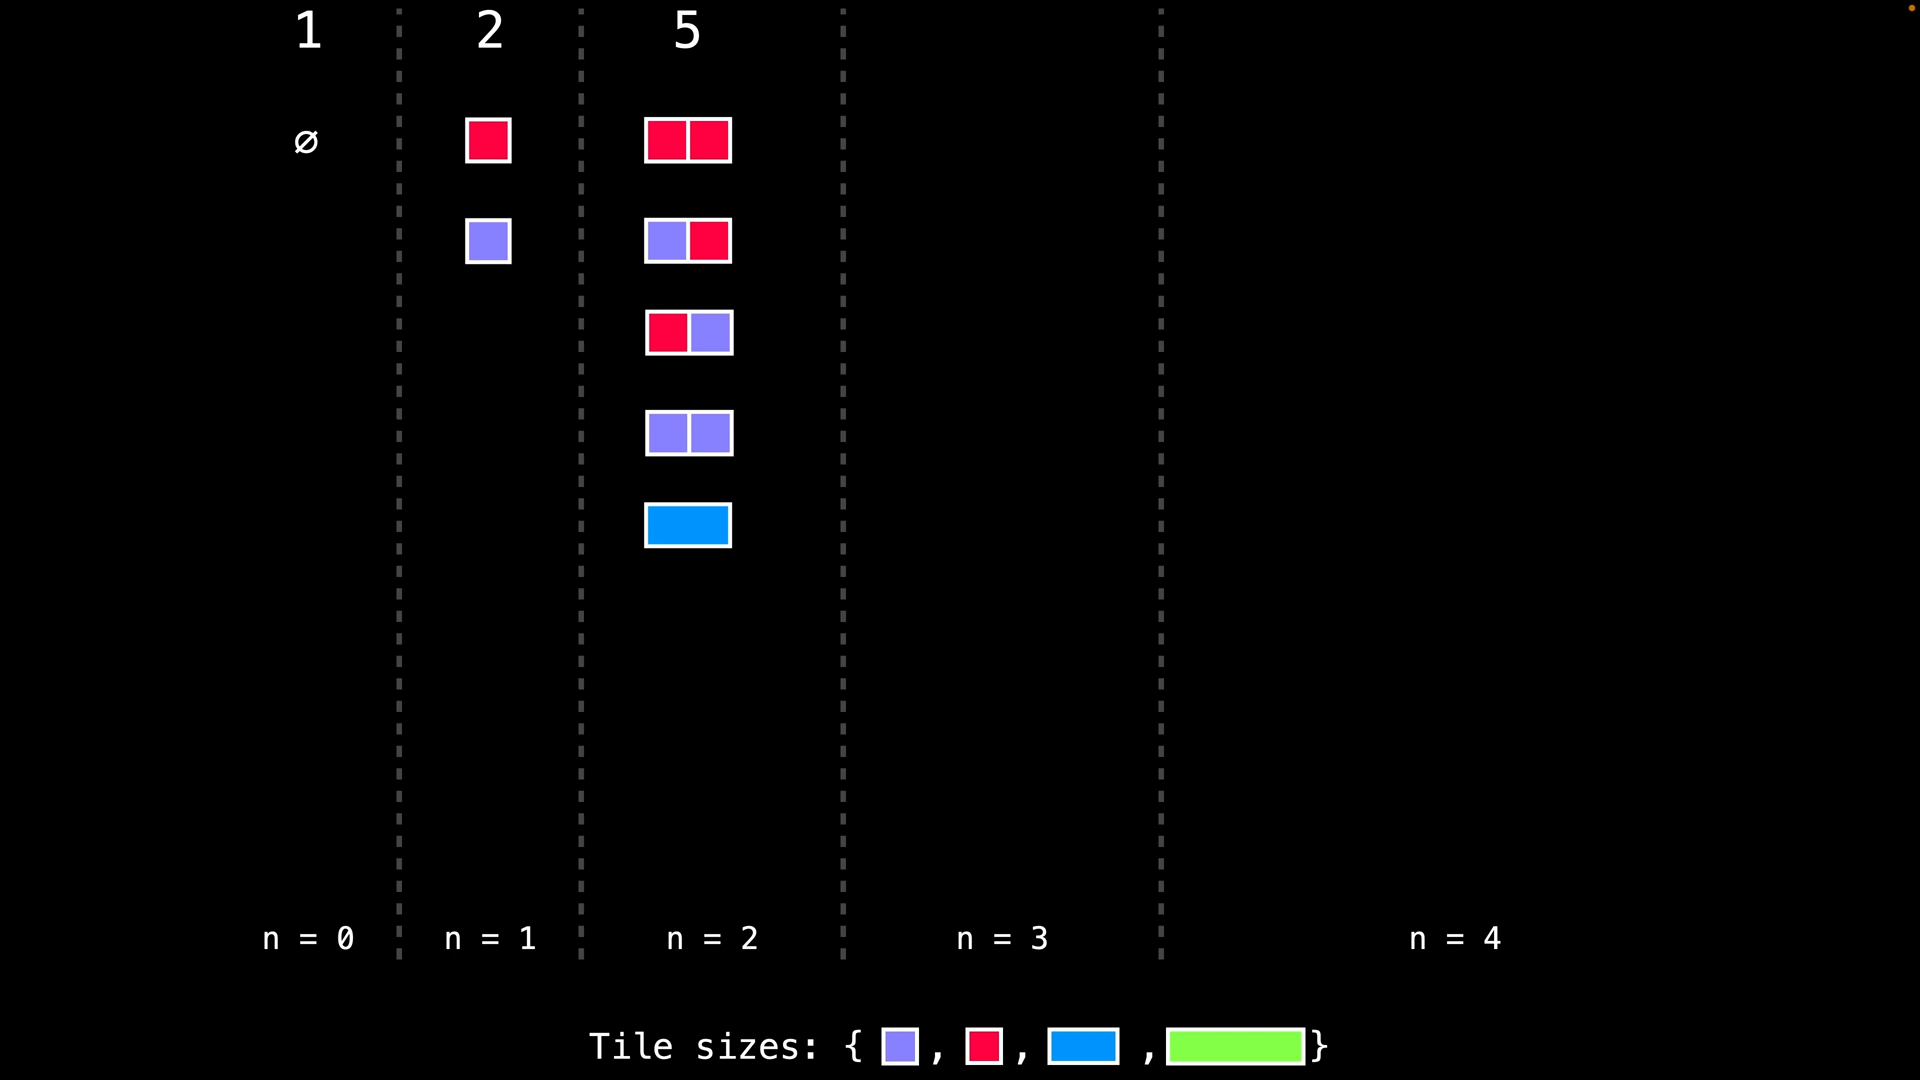 1 2 5
∅
n = 0 n = 1 n = 2 n = 3 n = 4
Tile sizes: { , , , }